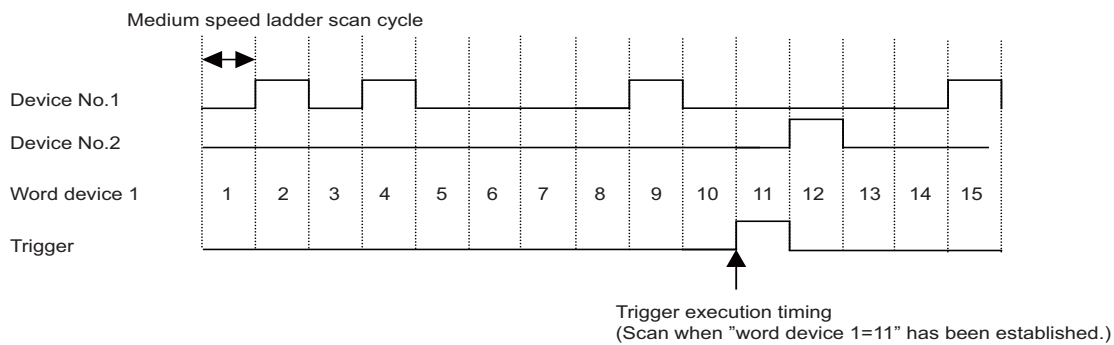 Medium speed ladder scan cycle
Device No.1
Device No.2
Word device 1 1 2 3 4 5 6 7 8 9 10 11 12 13 14 15
Trigger
Trigger execution timing
(Scan when ”word device 1=11” has been established.)